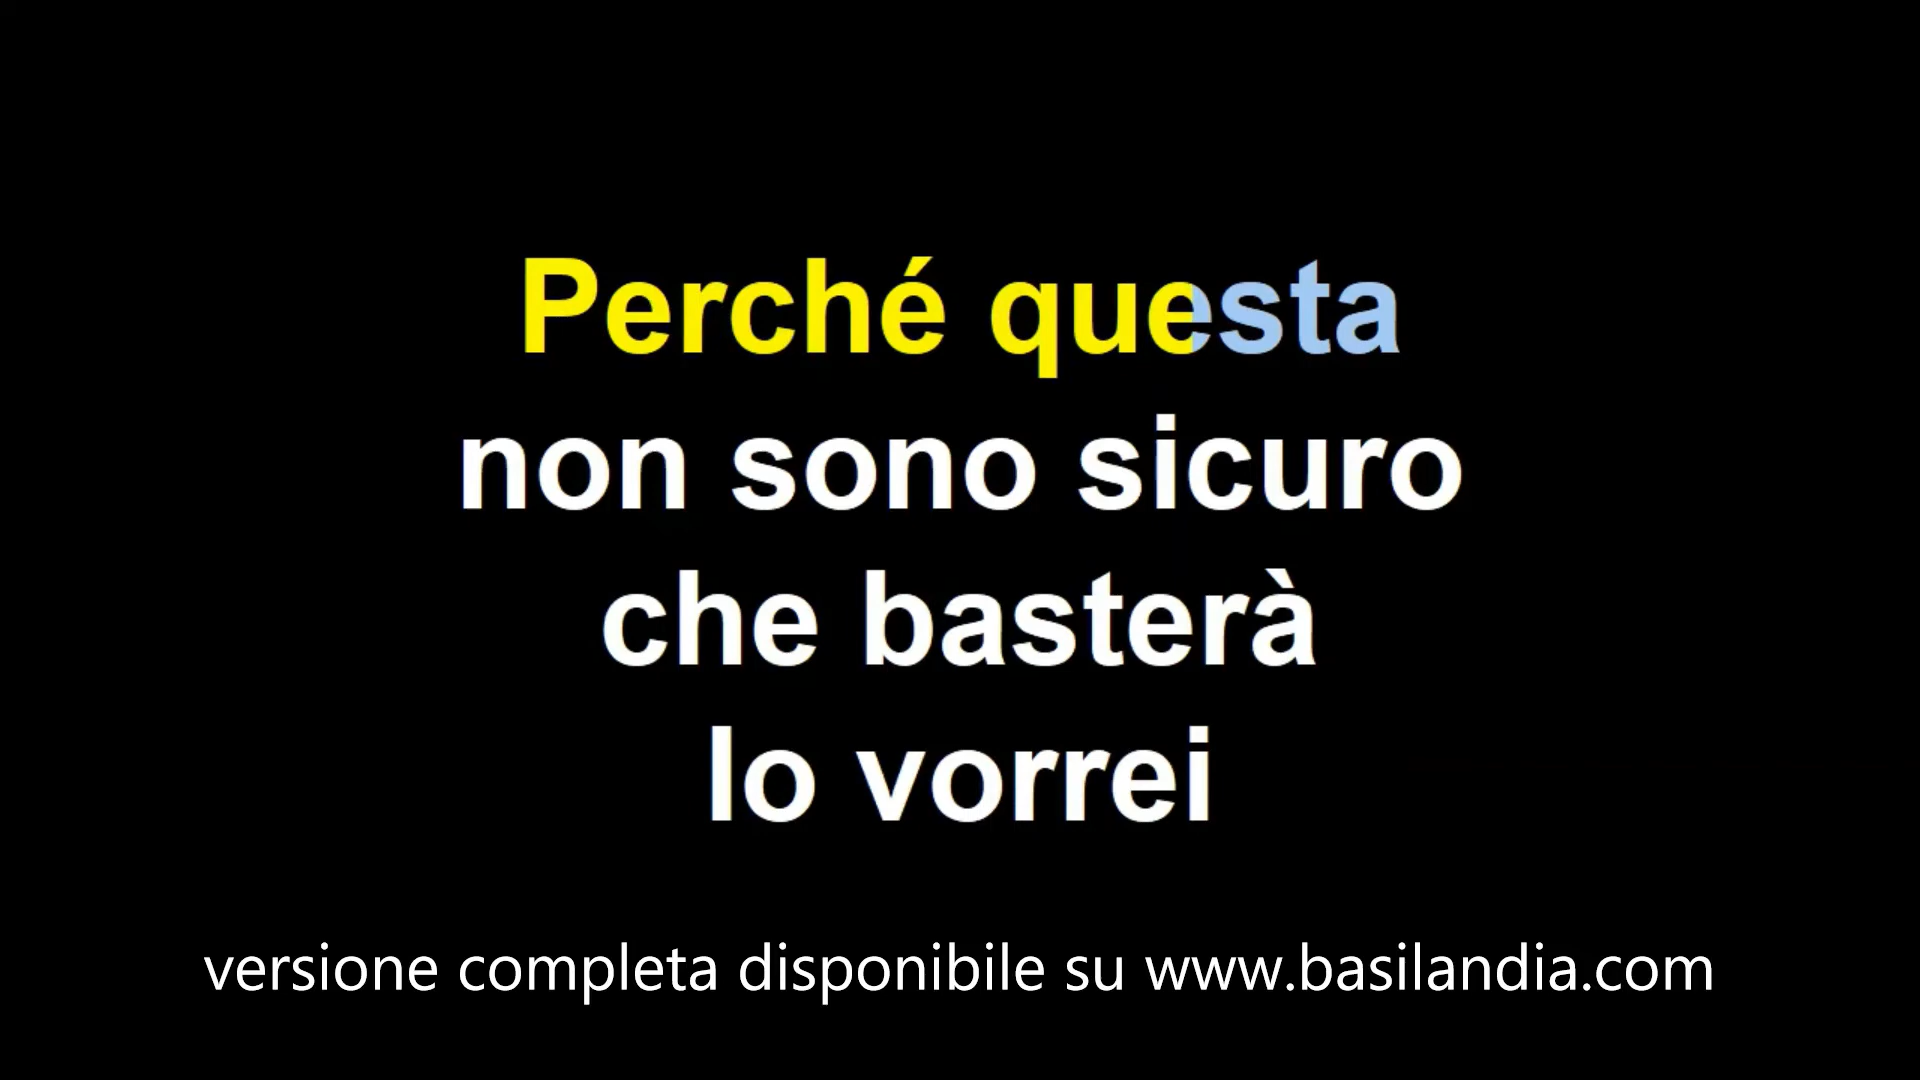 Perché questa
non sono sicuro
che basterà
lo vorrei
versione completa disponibile su www.basilandia.com